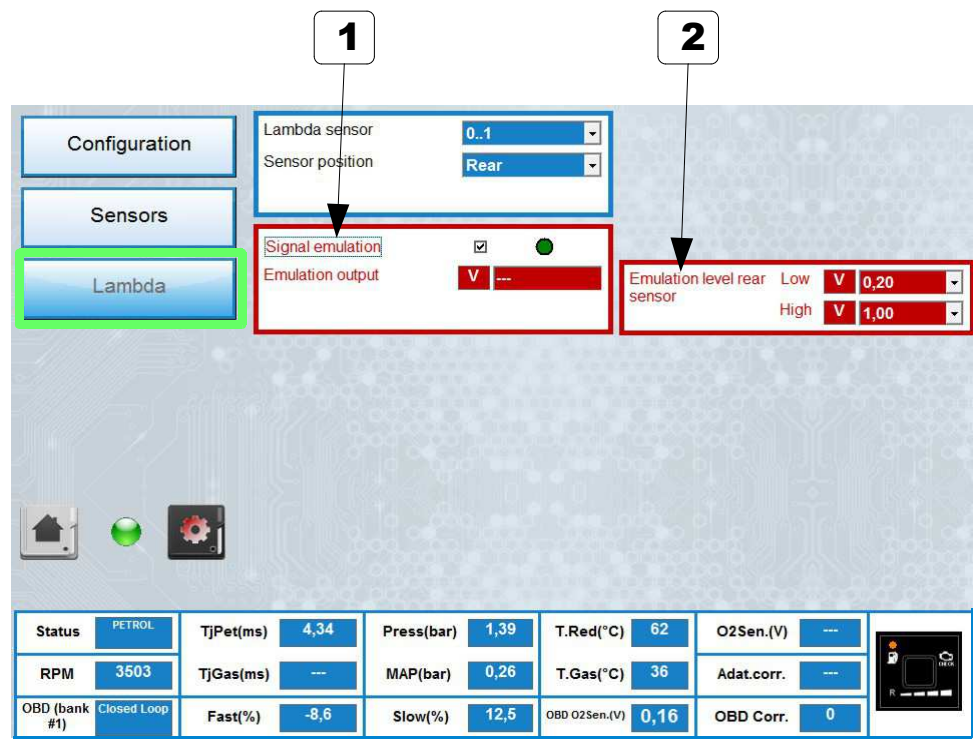 1
2
Configuration
Lambda sensor 0..1
Sensor position Rear
Sensors
Signal emulation
Emulation output V ---
Lambda
Emulation level rear sensor Low V 0,20
High V 1,00
Status PETROL TjPet(ms) 4,34 Press(bar) 1,39 T.Red(°C) 62 O2Sen.(V) ---
RPM 3503 TjGas(ms) --- MAP(bar) 0,26 T.Gas(°C) 36 Adat.corr. ---
OBD (bank #1) Closed Loop Fast(%) -8,6 Slow(%) 12,5 OBD O2Sen.(V) 0,16 OBD Corr. 0
CHECK
R